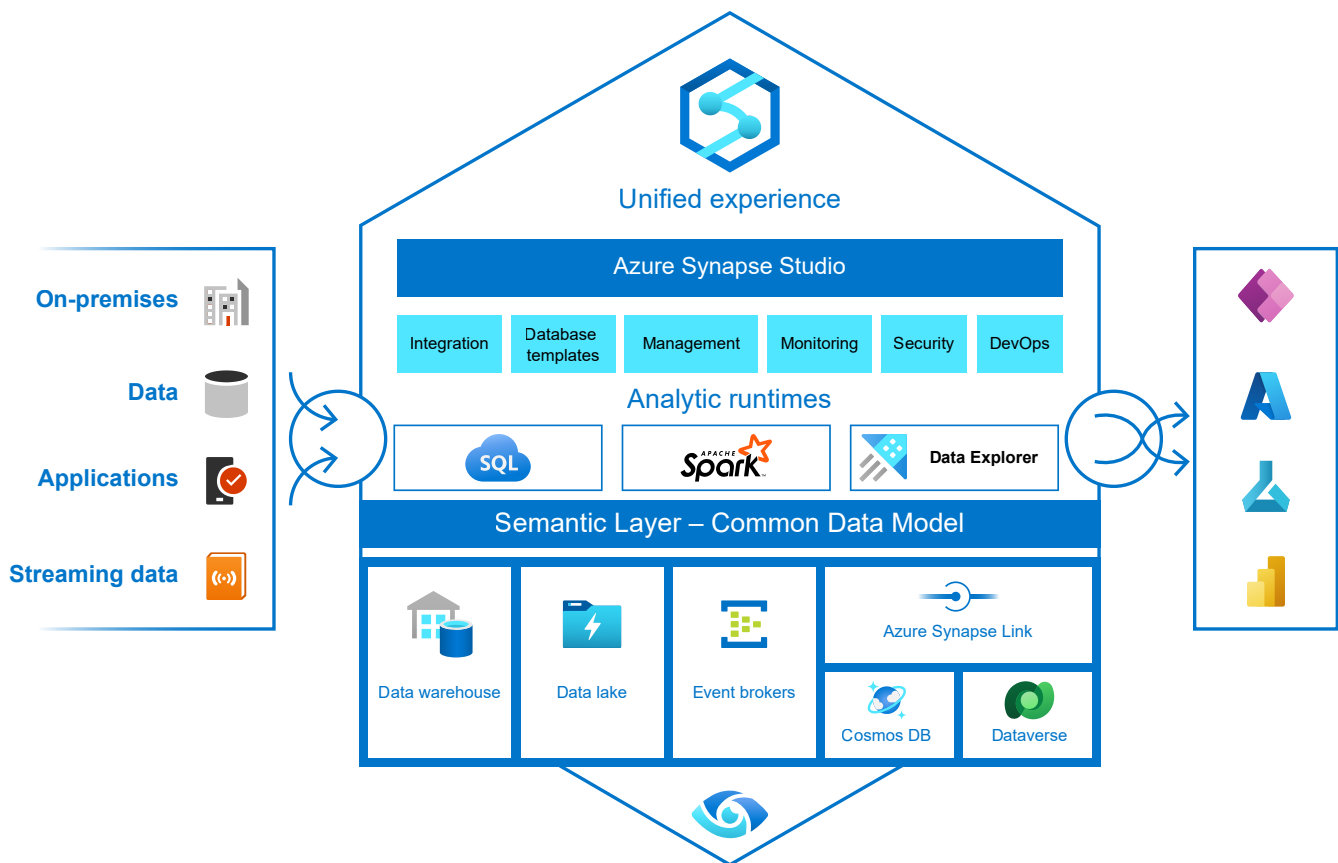 Unified experience
Azure Synapse Studio
On-premises
Data
Applications
Streaming data
Integration
Database
templates
Management
Monitoring
Security
DevOps
Analytic runtimes
SQL
APACHE
Spark
TM
Data Explorer
Semantic Layer – Common Data Model
Data warehouse
Data lake
Event brokers
Azure Synapse Link
Cosmos DB
Dataverse